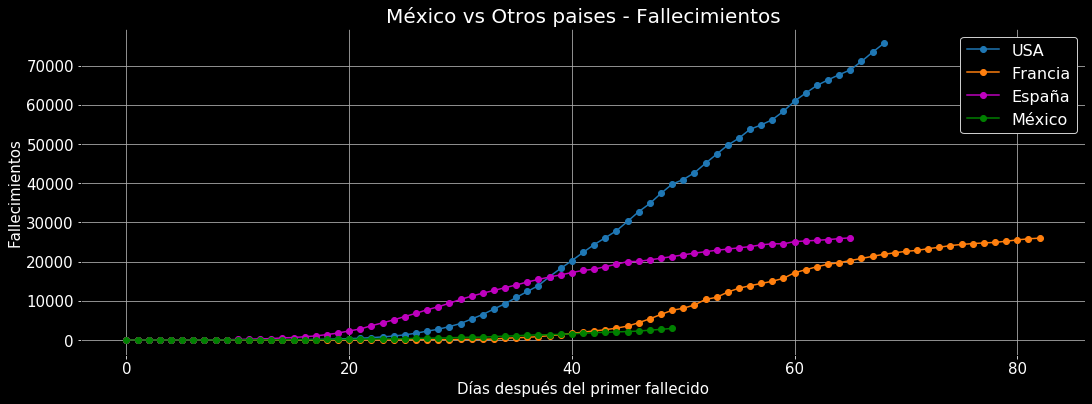 México vs Otros paises - Fallecimientos
USA
Francia
España
México
Fallecimientos
70000
60000
50000
40000
30000
20000
10000
0
0
20
40
60
80
Días después del primer fallecido